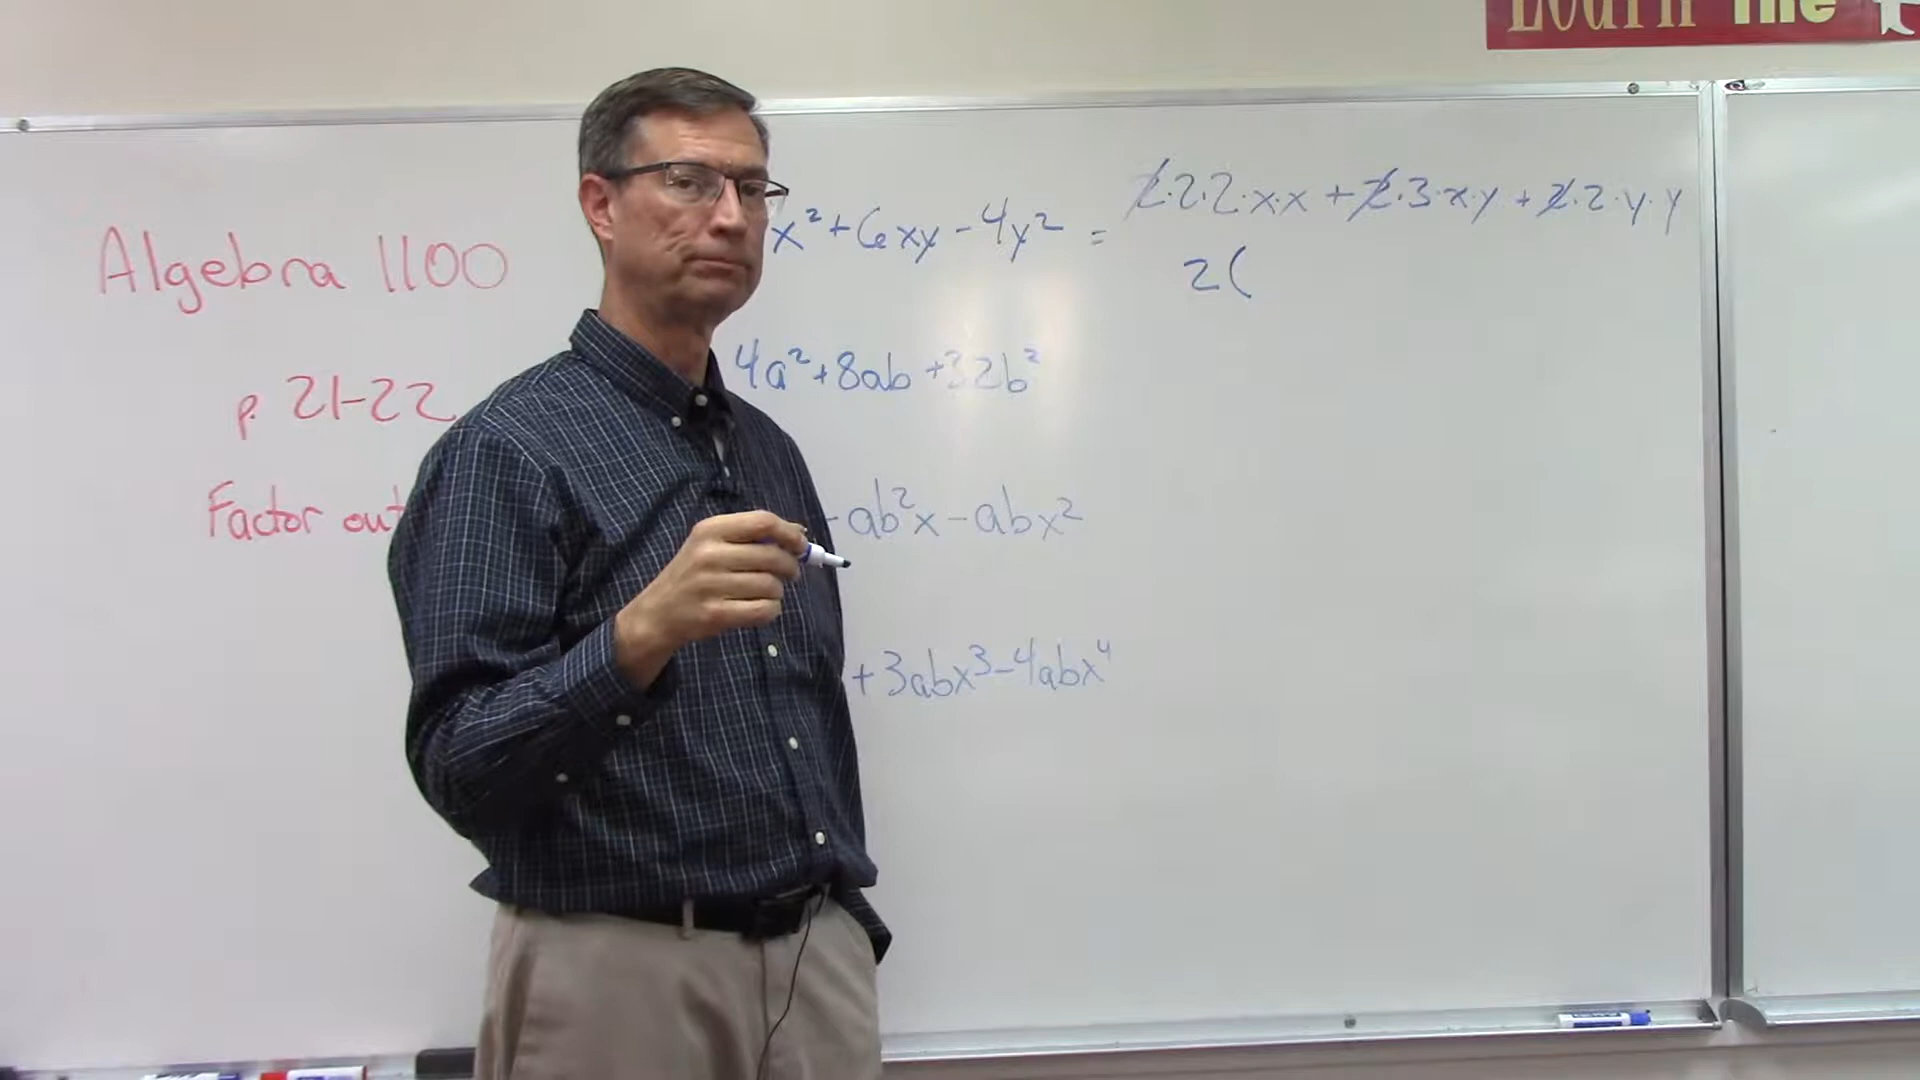 Learn The
Algebra 1100
p. 21-22
Factor out
x²+6xy-4y² = 2·2·2·x·x + 2·3·x·y + 2·2·y·y
2(
4a²+8ab+32b²
-ab²x-abx²
+3abx³-4abx⁴